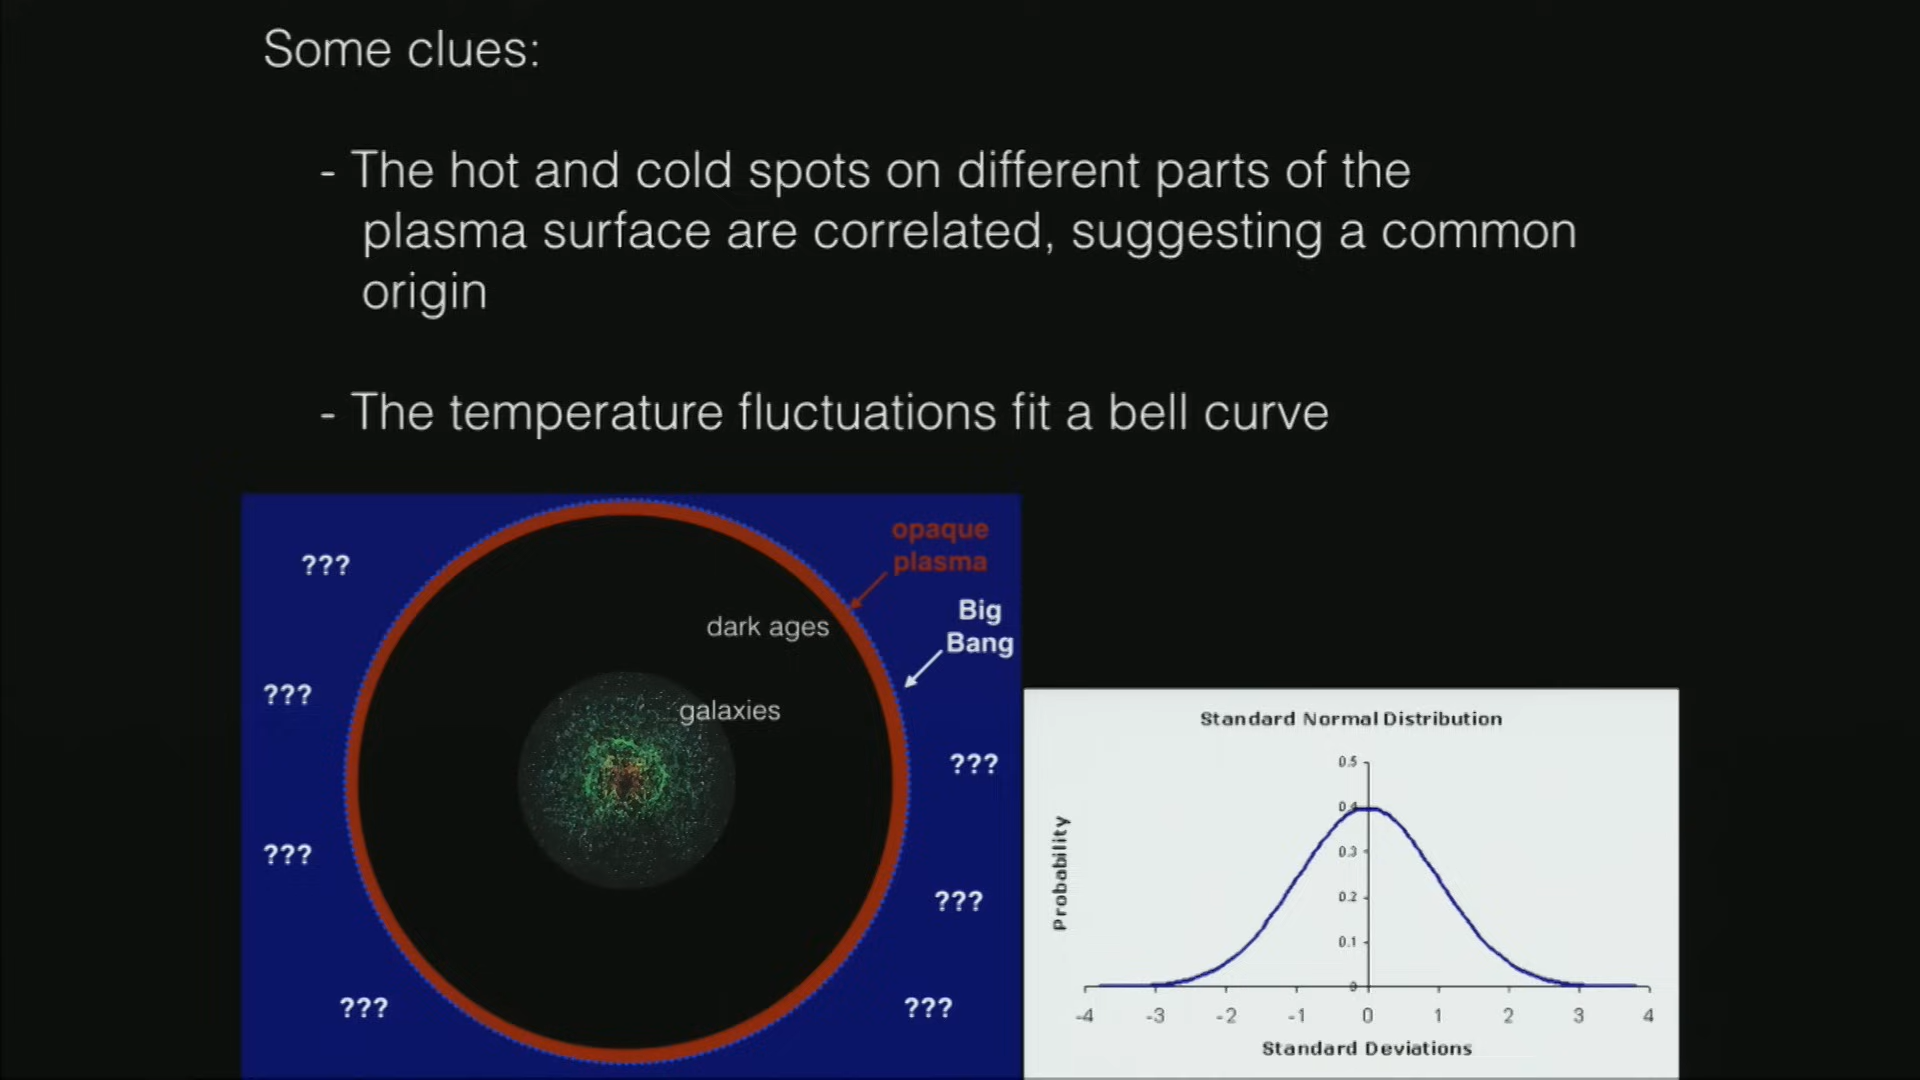 Some clues:
- The hot and cold spots on different parts of the
plasma surface are correlated, suggesting a common
origin
- The temperature fluctuations fit a bell curve
opaque
plasma
Big
Bang
dark ages
galaxies
???
???
???
???
???
???
???
Standard Normal Distribution
Probability
0.5
0.4
0.3
0.2
0.1
0
-4 -3 -2 -1 0 1 2 3 4
Standard Deviations